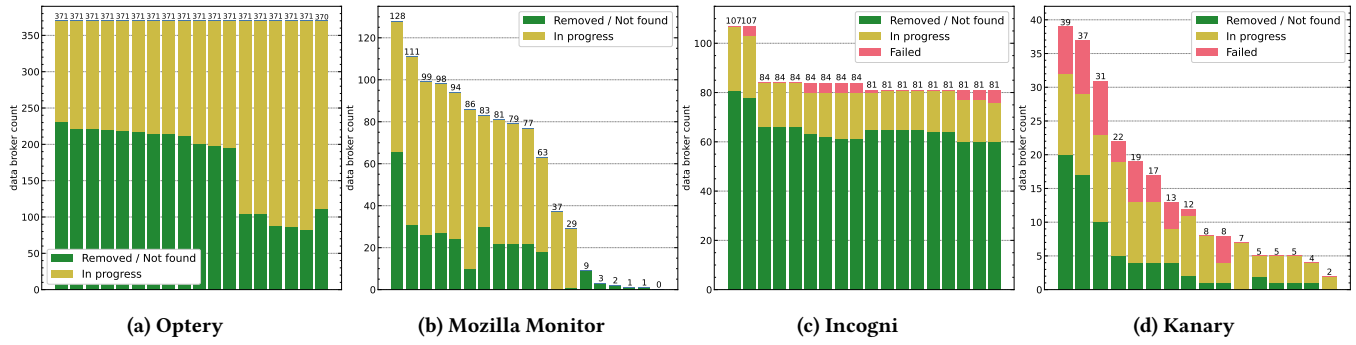 371 371 371 371 371 371 371 371 371 371 371 371 371 371 371 371 371 370
350
300
250
200
150
100
50
0
data broker count
Removed / Not found
In progress
(a) Optery
128 111 99 98 94 86 83 81 79 77 63 37 29 9 3 2 1 1 0
120
100
80
60
40
20
0
data broker count
Removed / Not found
In progress
(b) Mozilla Monitor
107 107 84 84 84 84 84 84 84 81 81 81 81 81 81 81 81 81
100
80
60
40
20
0
data broker count
Removed / Not found
In progress
Failed
(c) Incogni
39 37 31 22 19 17 13 12 8 8 7 5 5 5 4 2
40
35
30
25
20
15
10
5
0
data broker count
Removed / Not found
In progress
Failed
(d) Kanary